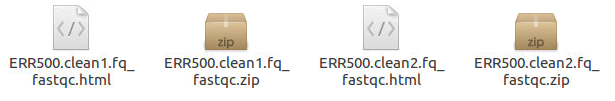 zip
zip
ERR500.clean1.fq_ ERR500.clean1.fq_ ERR500.clean2.fq_ ERR500.clean2.fq_
fastqc.html fastqc.zip fastqc.html fastqc.zip